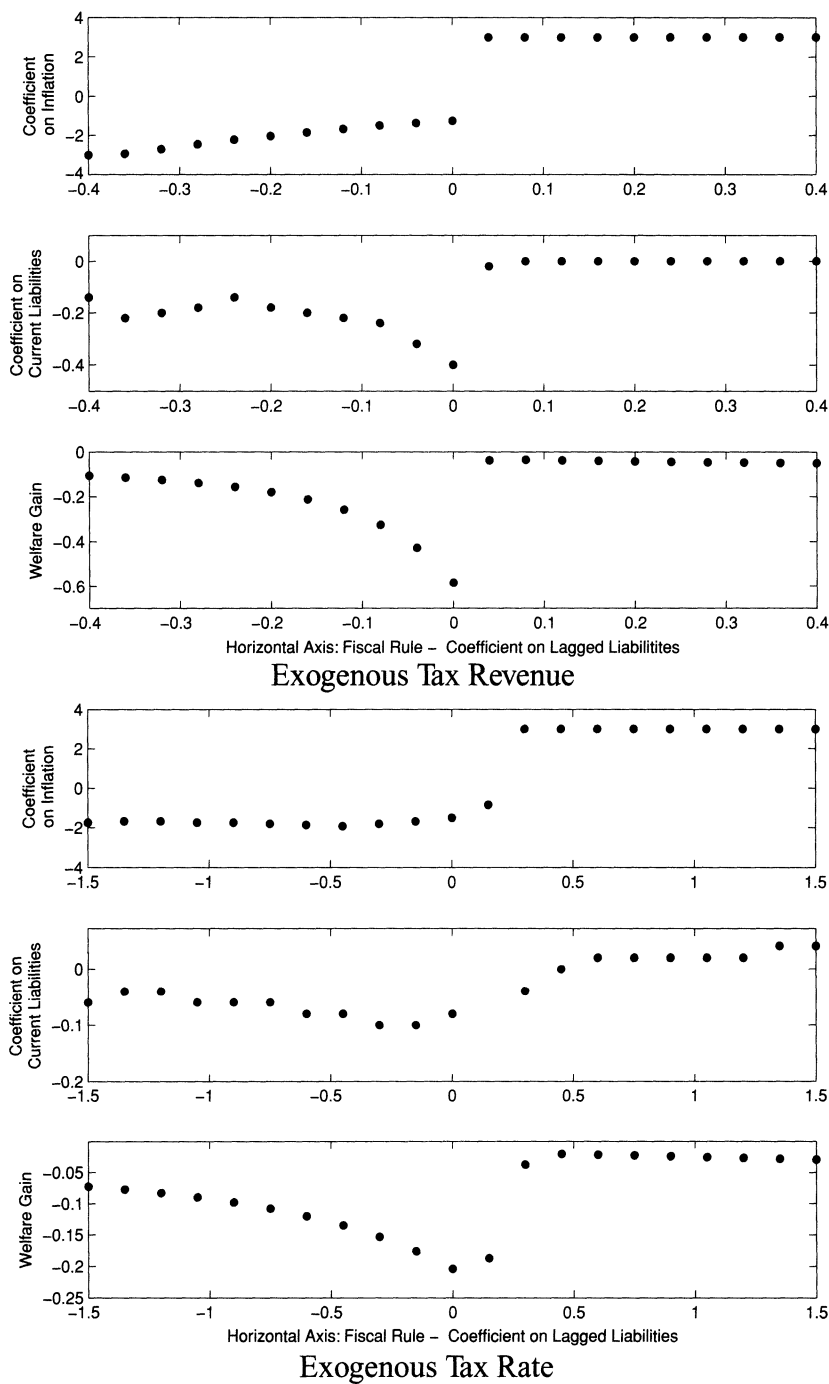 Coefficient
on Inflation
4
2
0
−2
−4
−0.4 −0.3 −0.2 −0.1 0 0.1 0.2 0.3 0.4
Coefficient on
Current Liabilities
0
−0.2
−0.4
−0.4 −0.3 −0.2 −0.1 0 0.1 0.2 0.3 0.4
Welfare Gain
0
−0.2
−0.4
−0.6
−0.4 −0.3 −0.2 −0.1 0 0.1 0.2 0.3 0.4
Horizontal Axis: Fiscal Rule − Coefficient on Lagged Liabilitites
Exogenous Tax Revenue
Coefficient
on Inflation
4
2
0
−2
−4
−1.5 −1 −0.5 0 0.5 1 1.5
Coefficient on
Current Liabilities
0
−0.1
−0.2
−1.5 −1 −0.5 0 0.5 1 1.5
Welfare Gain
−0.05
−0.1
−0.15
−0.2
−0.25
−1.5 −1 −0.5 0 0.5 1 1.5
Horizontal Axis: Fiscal Rule − Coefficient on Lagged Liabilities
Exogenous Tax Rate